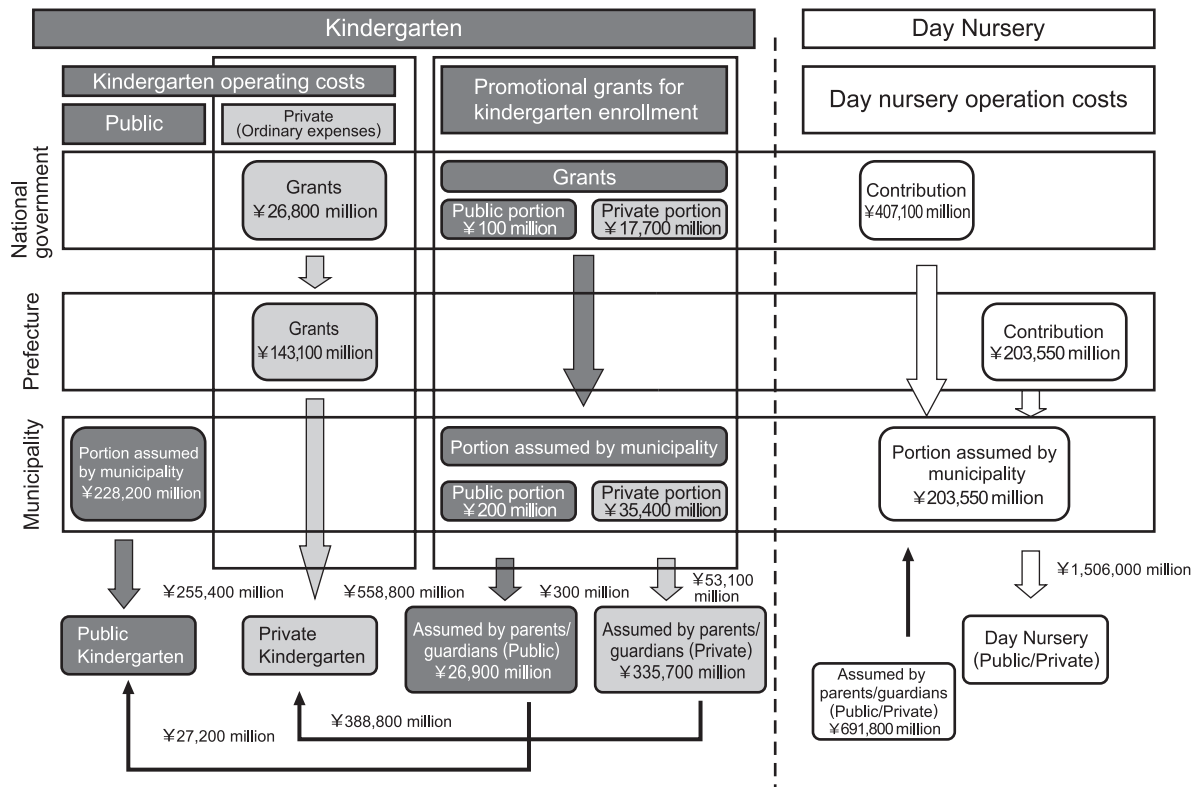 Kindergarten
Day Nursery
Kindergarten operating costs
Public
Private
(Ordinary expenses)
Promotional grants for
kindergarten enrollment
Day nursery operation costs
National
government
Grants
¥26,800 million
Grants
Public portion
¥100 million
Private portion
¥17,700 million
Contribution
¥407,100 million
Prefecture
Grants
¥143,100 million
Contribution
¥203,550 million
Municipality
Portion assumed
by municipality
¥228,200 million
Portion assumed by municipality
Public portion
¥200 million
Private portion
¥35,400 million
Portion assumed by
municipality
¥203,550 million
¥255,400 million
¥558,800 million
¥300 million
¥53,100
million
¥1,506,000 million
Public
Kindergarten
Private
Kindergarten
Assumed by parents/
guardians (Public)
¥26,900 million
Assumed by parents/
guardians (Private)
¥335,700 million
Day Nursery
(Public/Private)
Assumed by
parents/guardians
(Public/Private)
¥691,800 million
¥388,800 million
¥27,200 million